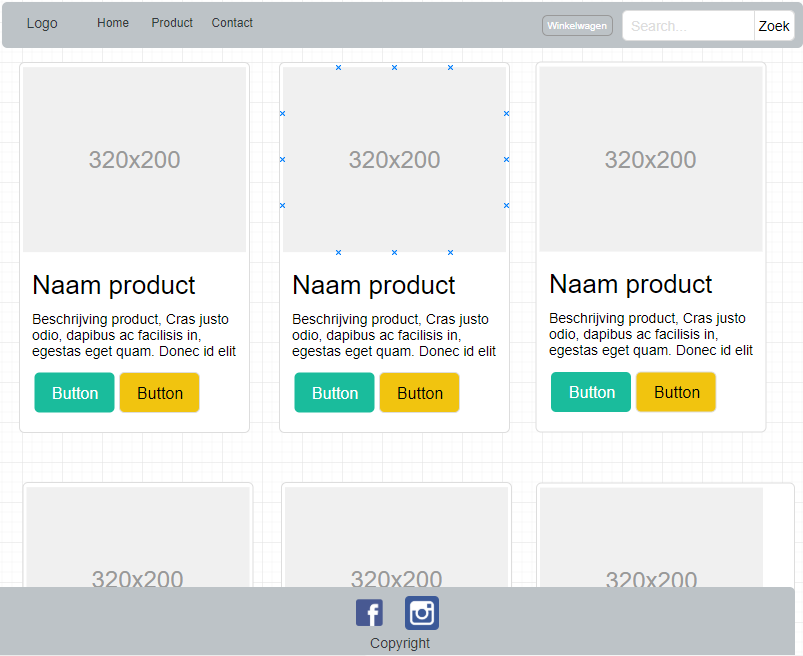 Logo Home Product Contact Winkelwagen Search... Zoek
320x200 320x200 320x200
Naam product Naam product Naam product
Beschrijving product, Cras justo
odio, dapibus ac facilisis in,
egestas eget quam. Donec id elit
Beschrijving product, Cras justo
odio, dapibus ac facilisis in,
egestas eget quam. Donec id elit
Beschrijving product, Cras justo
odio, dapibus ac facilisis in,
egestas eget quam. Donec id elit
Button Button Button Button Button Button
320x200 320x200 320x200
Copyright